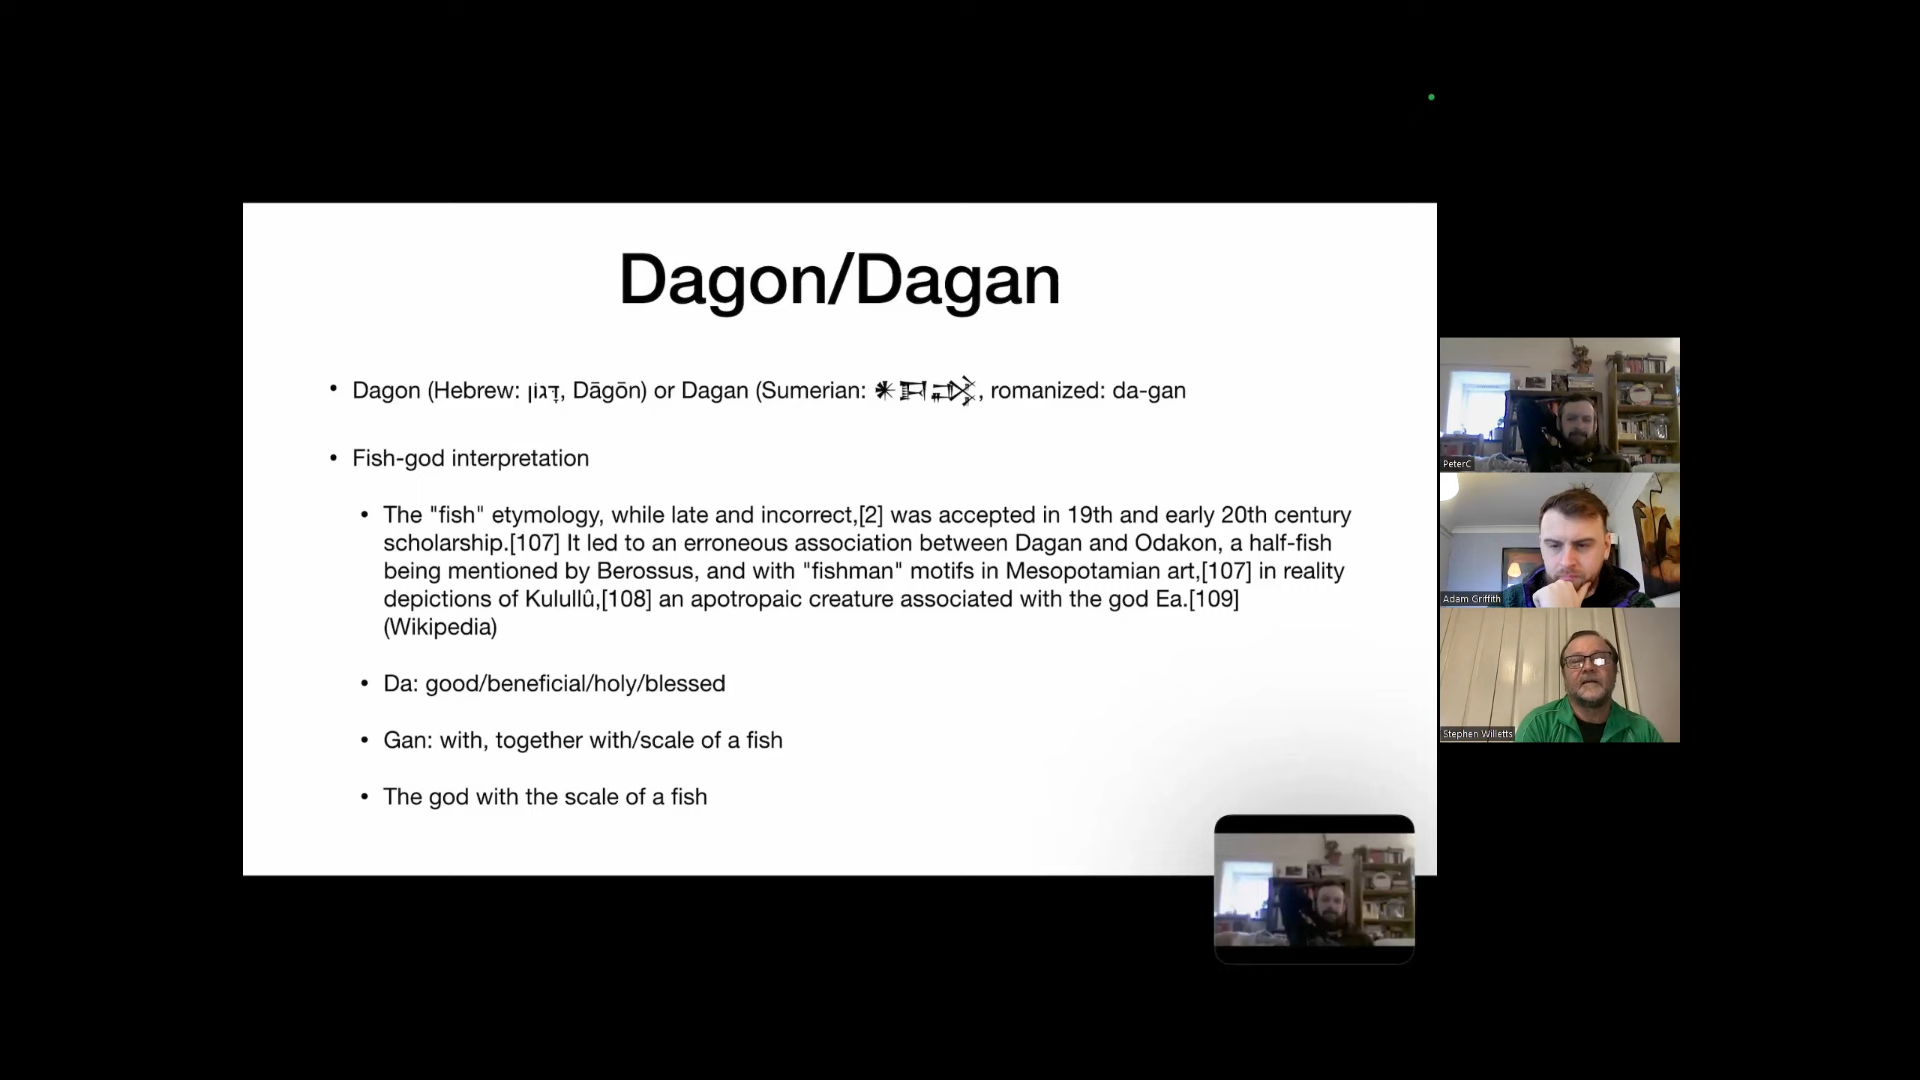 Dagon/Dagan
• Dagon (Hebrew: דָּגוֹן, Dāgōn) or Dagan (Sumerian: 𒀭𒁕𒃶, romanized: da-gan
• Fish-god interpretation
• The "fish" etymology, while late and incorrect,[2] was accepted in 19th and early 20th century
scholarship.[107] It led to an erroneous association between Dagan and Odakon, a half-fish
being mentioned by Berossus, and with "fishman" motifs in Mesopotamian art,[107] in reality
depictions of Kulullû,[108] an apotropaic creature associated with the god Ea.[109]
(Wikipedia)
• Da: good/beneficial/holy/blessed
• Gan: with, together with/scale of a fish
• The god with the scale of a fish
PeterC
Adam Griffith
Stephen Willetts